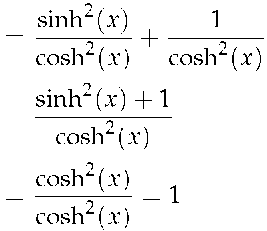 − sinh²(x)/cosh²(x) + 1/cosh²(x)
sinh²(x) + 1/cosh²(x)
− cosh²(x)/cosh²(x) − 1